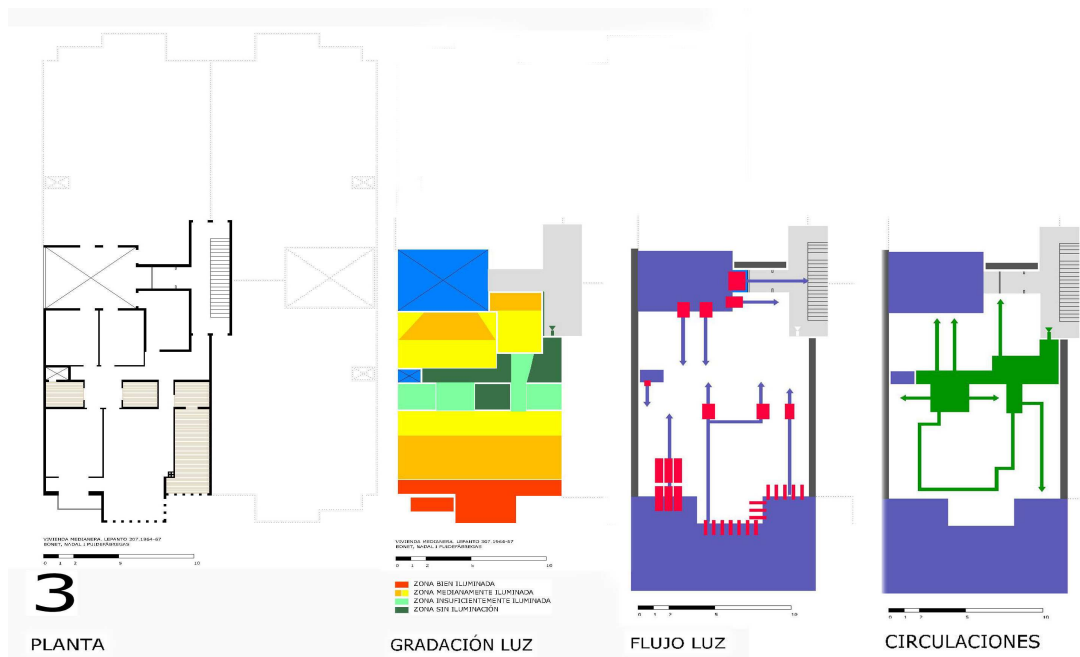 VIVIENDA MEDIANERA. LEPANTO 307.1964-67
BONET, NADAL I PUIGDEFÀBREGAS
0 1 2 5 10
3
PLANTA
VIVIENDA MEDIANERA. LEPANTO 307.1964-67
BONET, NADAL I PUIGDEFÀBREGAS
0 1 2 5 10
ZONA BIEN ILUMINADA
ZONA MEDIANAMENTE ILUMINADA
ZONA INSUFICIENTEMENTE ILUMINADA
ZONA SIN ILUMINACIÓN
GRADACIÓN LUZ
0 1 2 5 10
FLUJO LUZ
0 1 2 5 10
CIRCULACIONES